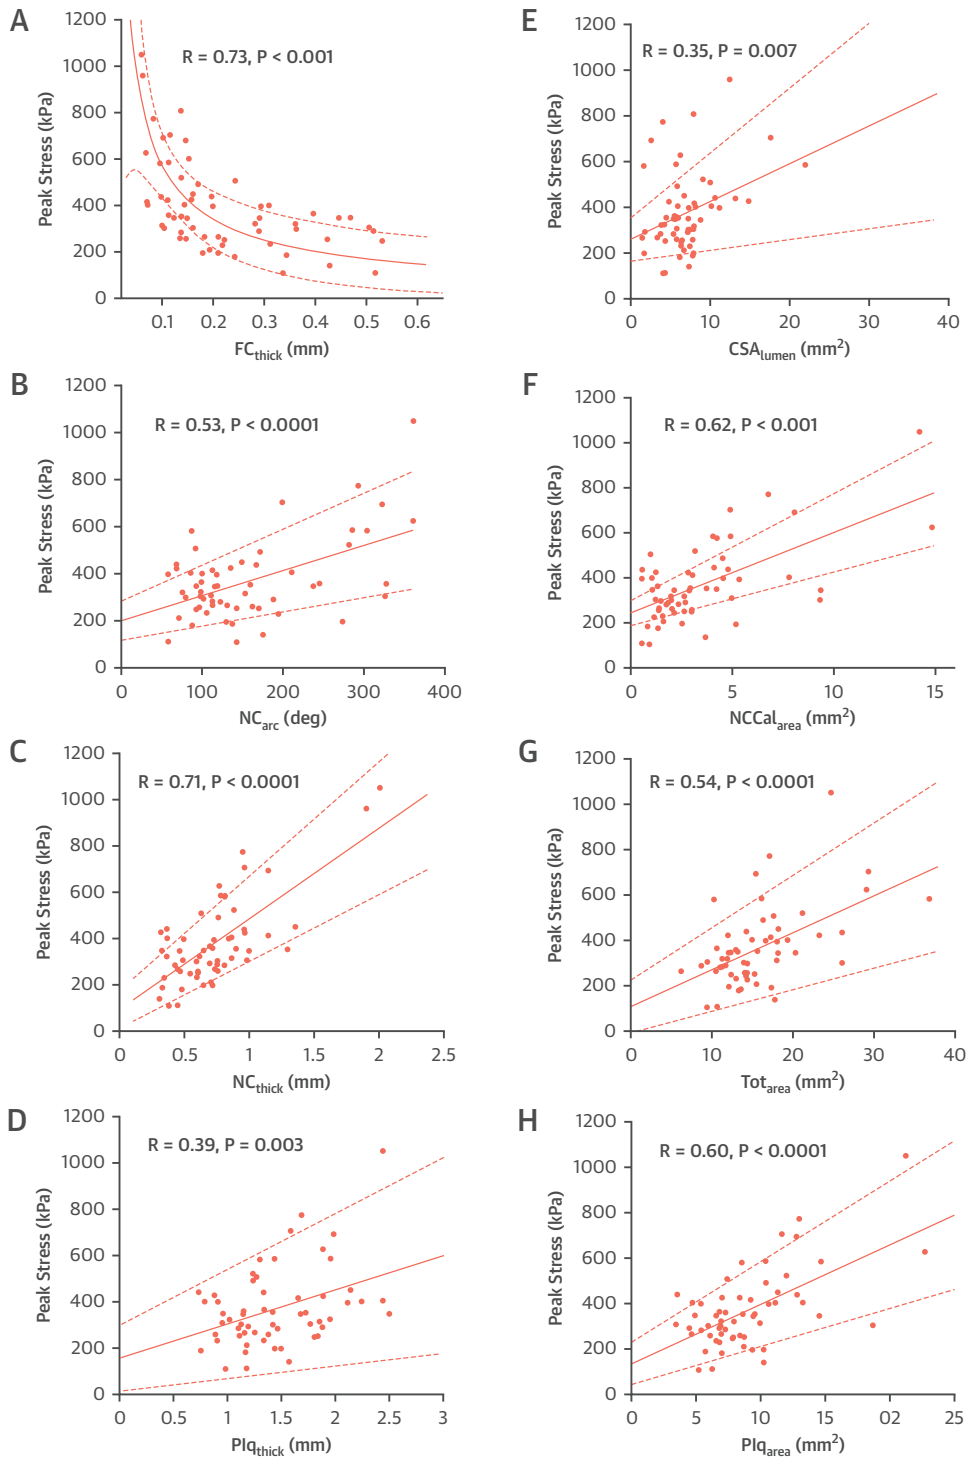 A
1200
1000
800
600
400
200
0
Peak Stress (kPa)
R = 0.73, P < 0.001
0.1 0.2 0.3 0.4 0.5 0.6
FCthick (mm)
B
1200
1000
800
600
400
200
0
Peak Stress (kPa)
R = 0.53, P < 0.0001
0 100 200 300 400
NCarc (deg)
C
1200
1000
800
600
400
200
0
Peak Stress (kPa)
R = 0.71, P < 0.0001
0 0.5 1 1.5 2 2.5
NCthick (mm)
D
1200
1000
800
600
400
200
0
Peak Stress (kPa)
R = 0.39, P = 0.003
0 0.5 1 1.5 2 2.5 3
Plqthick (mm)
E
1200
1000
800
600
400
200
0
Peak Stress (kPa)
R = 0.35, P = 0.007
0 10 20 30 40
CSAlumen (mm²)
F
1200
1000
800
600
400
200
0
Peak Stress (kPa)
R = 0.62, P < 0.001
0 5 10 15
NCCalarea (mm²)
G
1200
1000
800
600
400
200
0
Peak Stress (kPa)
R = 0.54, P < 0.0001
0 10 20 30 40
Totarea (mm²)
H
1200
1000
800
600
400
200
0
Peak Stress (kPa)
R = 0.60, P < 0.0001
0 5 10 15 02 25
Plqarea (mm²)